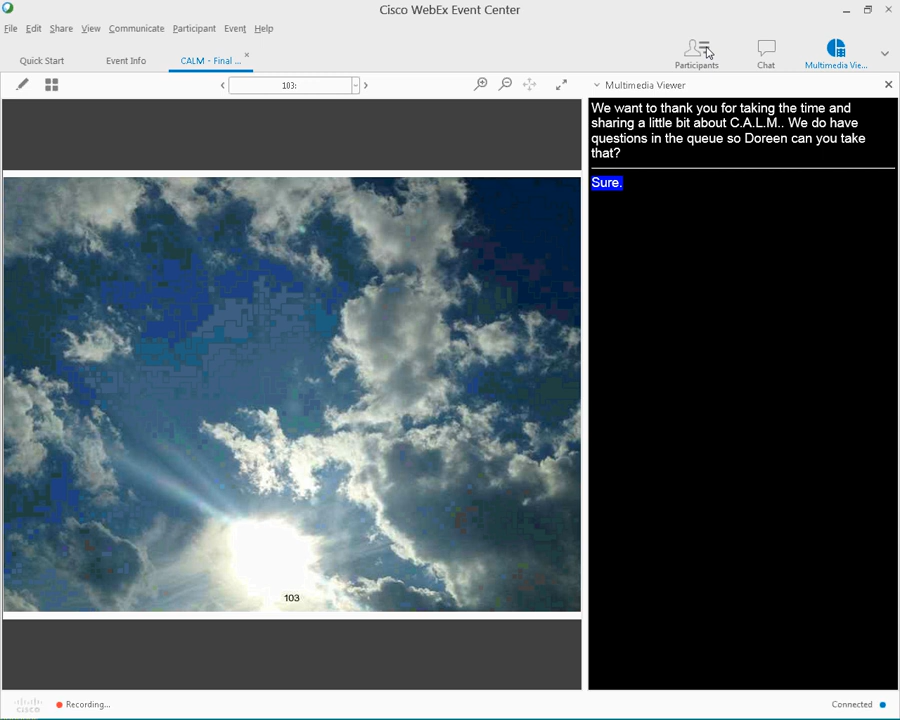 Cisco WebEx Event Center
File Edit Share View Communicate Participant Event Help
Quick Start Event Info CALM - Final ...
Participants Chat Multimedia Vie...
103:
Multimedia Viewer
We want to thank you for taking the time and
sharing a little bit about C.A.L.M.. We do have
questions in the queue so Doreen can you take
that?
Sure.
103
cisco
Recording...
Connected